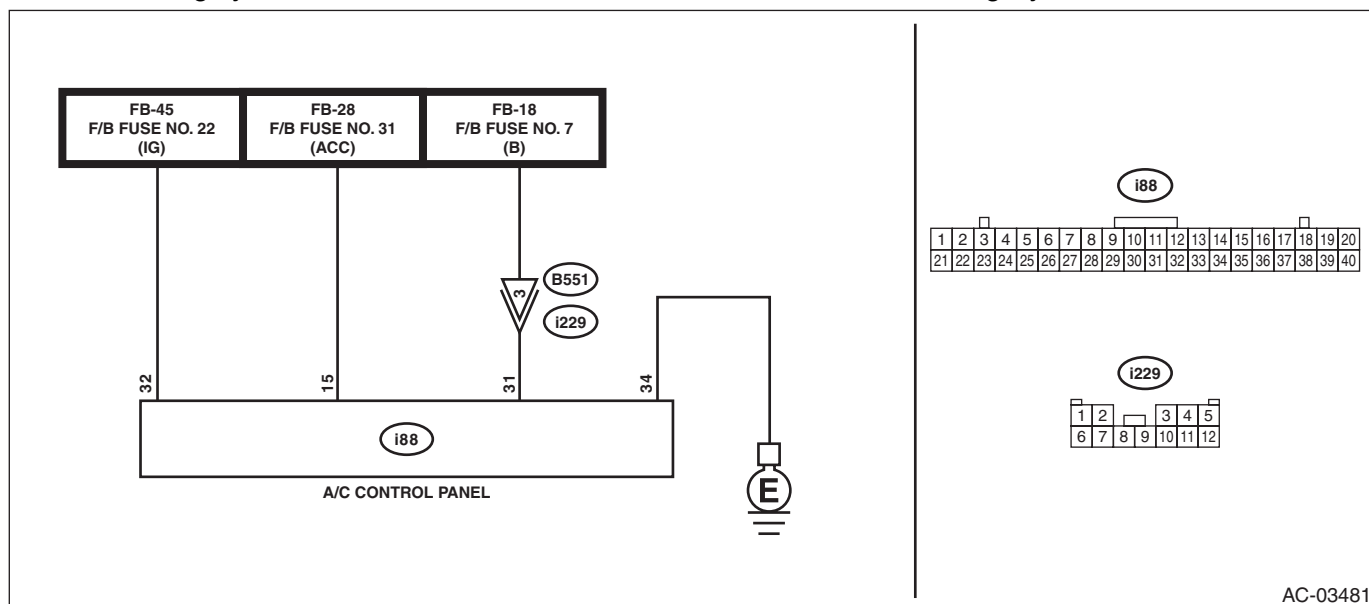 FB-45
F/B FUSE NO. 22
(IG)
FB-28
F/B FUSE NO. 31
(ACC)
FB-18
F/B FUSE NO. 7
(B)
3
B551
i229
32
15
31
34
i88
A/C CONTROL PANEL
E
i88
1 2 3 4 5 6 7 8 9 10 11 12 13 14 15 16 17 18 19 20
21 22 23 24 25 26 27 28 29 30 31 32 33 34 35 36 37 38 39 40
i229
1 2 3 4 5
6 7 8 9 10 11 12
AC-03481